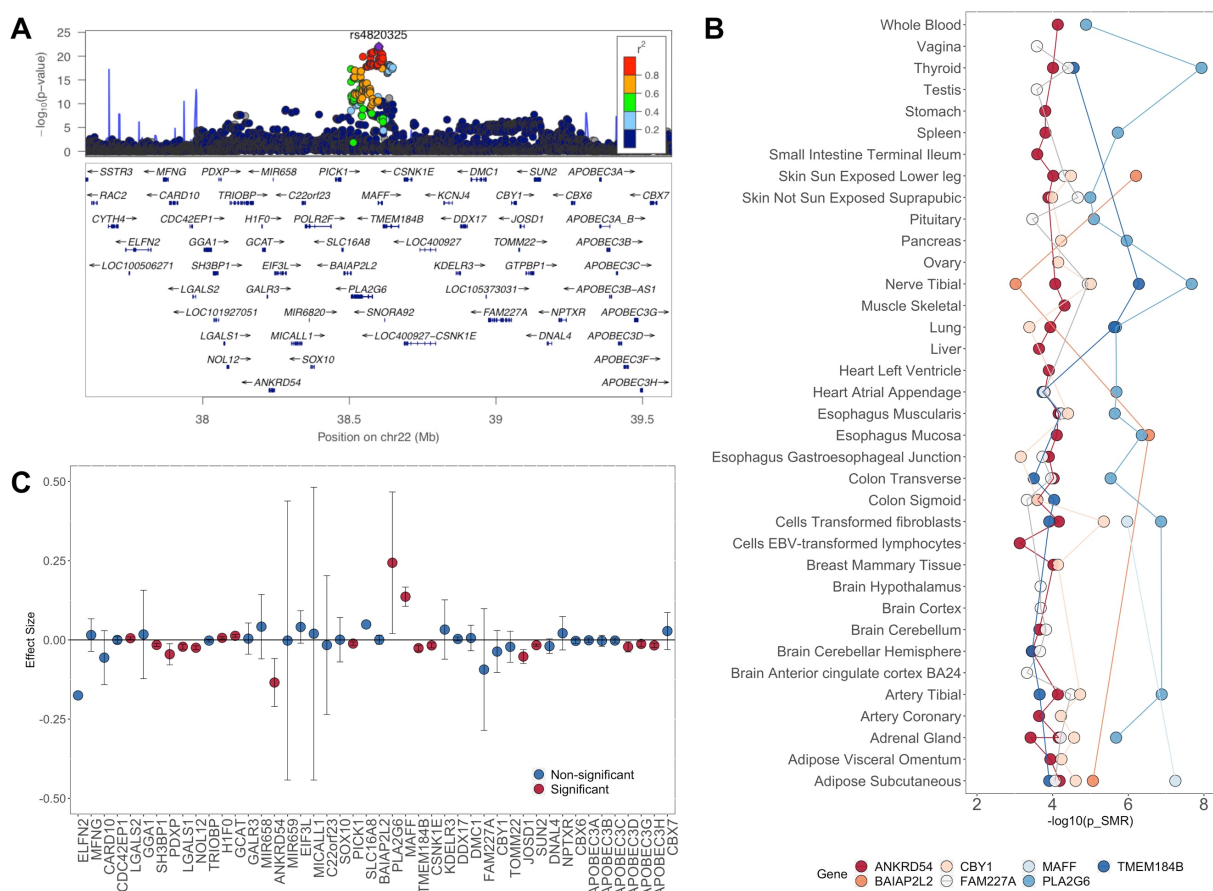 A
rs4820325
25
20
15
10
5
0
−log10(p−value)
r2
0.8
0.6
0.4
0.2
←SSTR3 ←MFNG PDXP→ MIR658 PICK1→ ←CSNK1E DMC1→ ←SUN2 APOBEC3A→
←RAC2 ←CARD10 TRIOBP→ ←C22orf23 MAFF→ ←KCNJ4 CBY1→ ←CBX6 ←CBX7
CYTH4→ CDC42EP1→ H1F0→ POLR2F→ ←TMEM184B ←DDX17 ←JOSD1 APOBEC3A_B→
←ELFN2 GGA1→ GCAT→ ←SLC16A8 ←LOC400927 TOMM22→ APOBEC3B→
←LOC100506271 SH3BP1→ EIF3L→ ←BAIAP2L2 KDELR3→ GTPBP1→ APOBEC3C→
←LGALS2 GALR3→ ←PLA2G6 LOC105373031→ ←APOBEC3B−AS1
←LOC101927051 MIR6820→ ←SNORA92 ←FAM227A ←NPTXR APOBEC3G→
LGALS1→ MICALL1→ ←LOC400927−CSNK1E ←DNAL4 APOBEC3D→
NOL12→ ←SOX10 APOBEC3F→
←ANKRD54 APOBEC3H→
38 38.5 39 39.5
Position on chr22 (Mb)
C
0.50
0.25
0.00
-0.25
-0.50
Effect Size
Non-significant
Significant
ELFN2
MFNG
CARD10
CDC42EP1
LGALS2
GGA1
SH3BP1
PDXP
LGALS1
NOL12
TRIOBP
H1F0
GCAT
GALR3
MIR658
ANKRD54
MIR659
EIF3L
MICALL1
C22orf23
SOX10
PICK1
SLC16A8
BAIAP2L2
PLA2G6
MAFF
TMEM184B
CSNK1E
KDELR3
DDX17
DMC1
FAM227A
CBY1
TOMM22
JOSD11
SUN2
DNAL4
NPTXR
CBX6
APOBEC3A
APOBEC3B
APOBEC3C
APOBEC3D
APOBEC3G
APOBEC3H
CBX7
B
Whole Blood
Vagina
Thyroid
Testis
Stomach
Spleen
Small Intestine Terminal Ileum
Skin Sun Exposed Lower leg
Skin Not Sun Exposed Suprapubic
Pituitary
Pancreas
Ovary
Nerve Tibial
Muscle Skeletal
Lung
Liver
Heart Left Ventricle
Heart Atrial Appendage
Esophagus Muscularis
Esophagus Mucosa
Esophagus Gastroesophageal Junction
Colon Transverse
Colon Sigmoid
Cells Transformed fibroblasts
Cells EBV-transformed lymphocytes
Breast Mammary Tissue
Brain Hypothalamus
Brain Cortex
Brain Cerebellum
Brain Cerebellar Hemisphere
Brain Anterior cingulate cortex BA24
Artery Tibial
Artery Coronary
Adrenal Gland
Adipose Visceral Omentum
Adipose Subcutaneous
2 4 6 8
-log10(p_SMR)
Gene
ANKRD54 CBY1 MAFF TMEM184B
BAIAP2L2 FAM227A PLA2G6